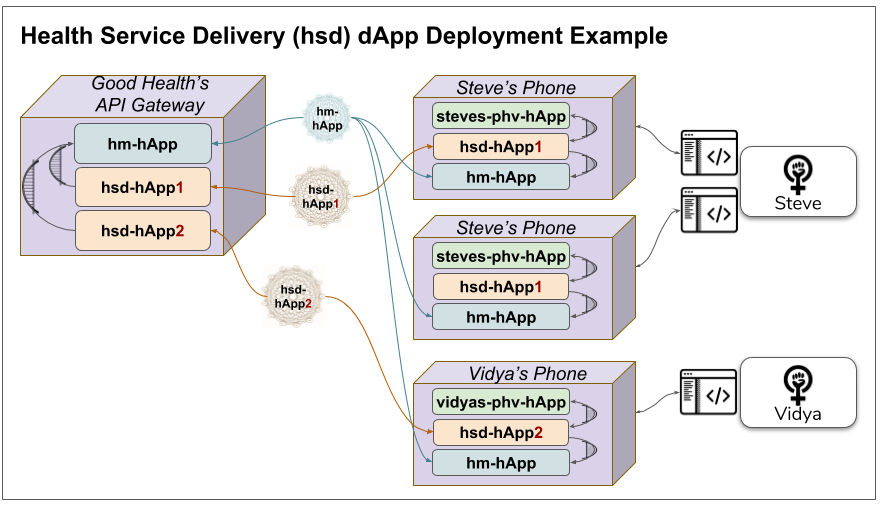 Health Service Delivery (hsd) dApp Deployment Example
Good Health's
API Gateway
hm-hApp
hsd-hApp1
hsd-hApp2
hm-
hApp
hsd-
hApp1
hsd-
hApp2
Steve's Phone
steves-phv-hApp
hsd-hApp1
hm-hApp
</>
Steve
</>
Steve's Phone
steves-phv-hApp
hsd-hApp1
hm-hApp
Vidya's Phone
vidyas-phv-hApp
hsd-hApp2
hm-hApp
</>
Vidya